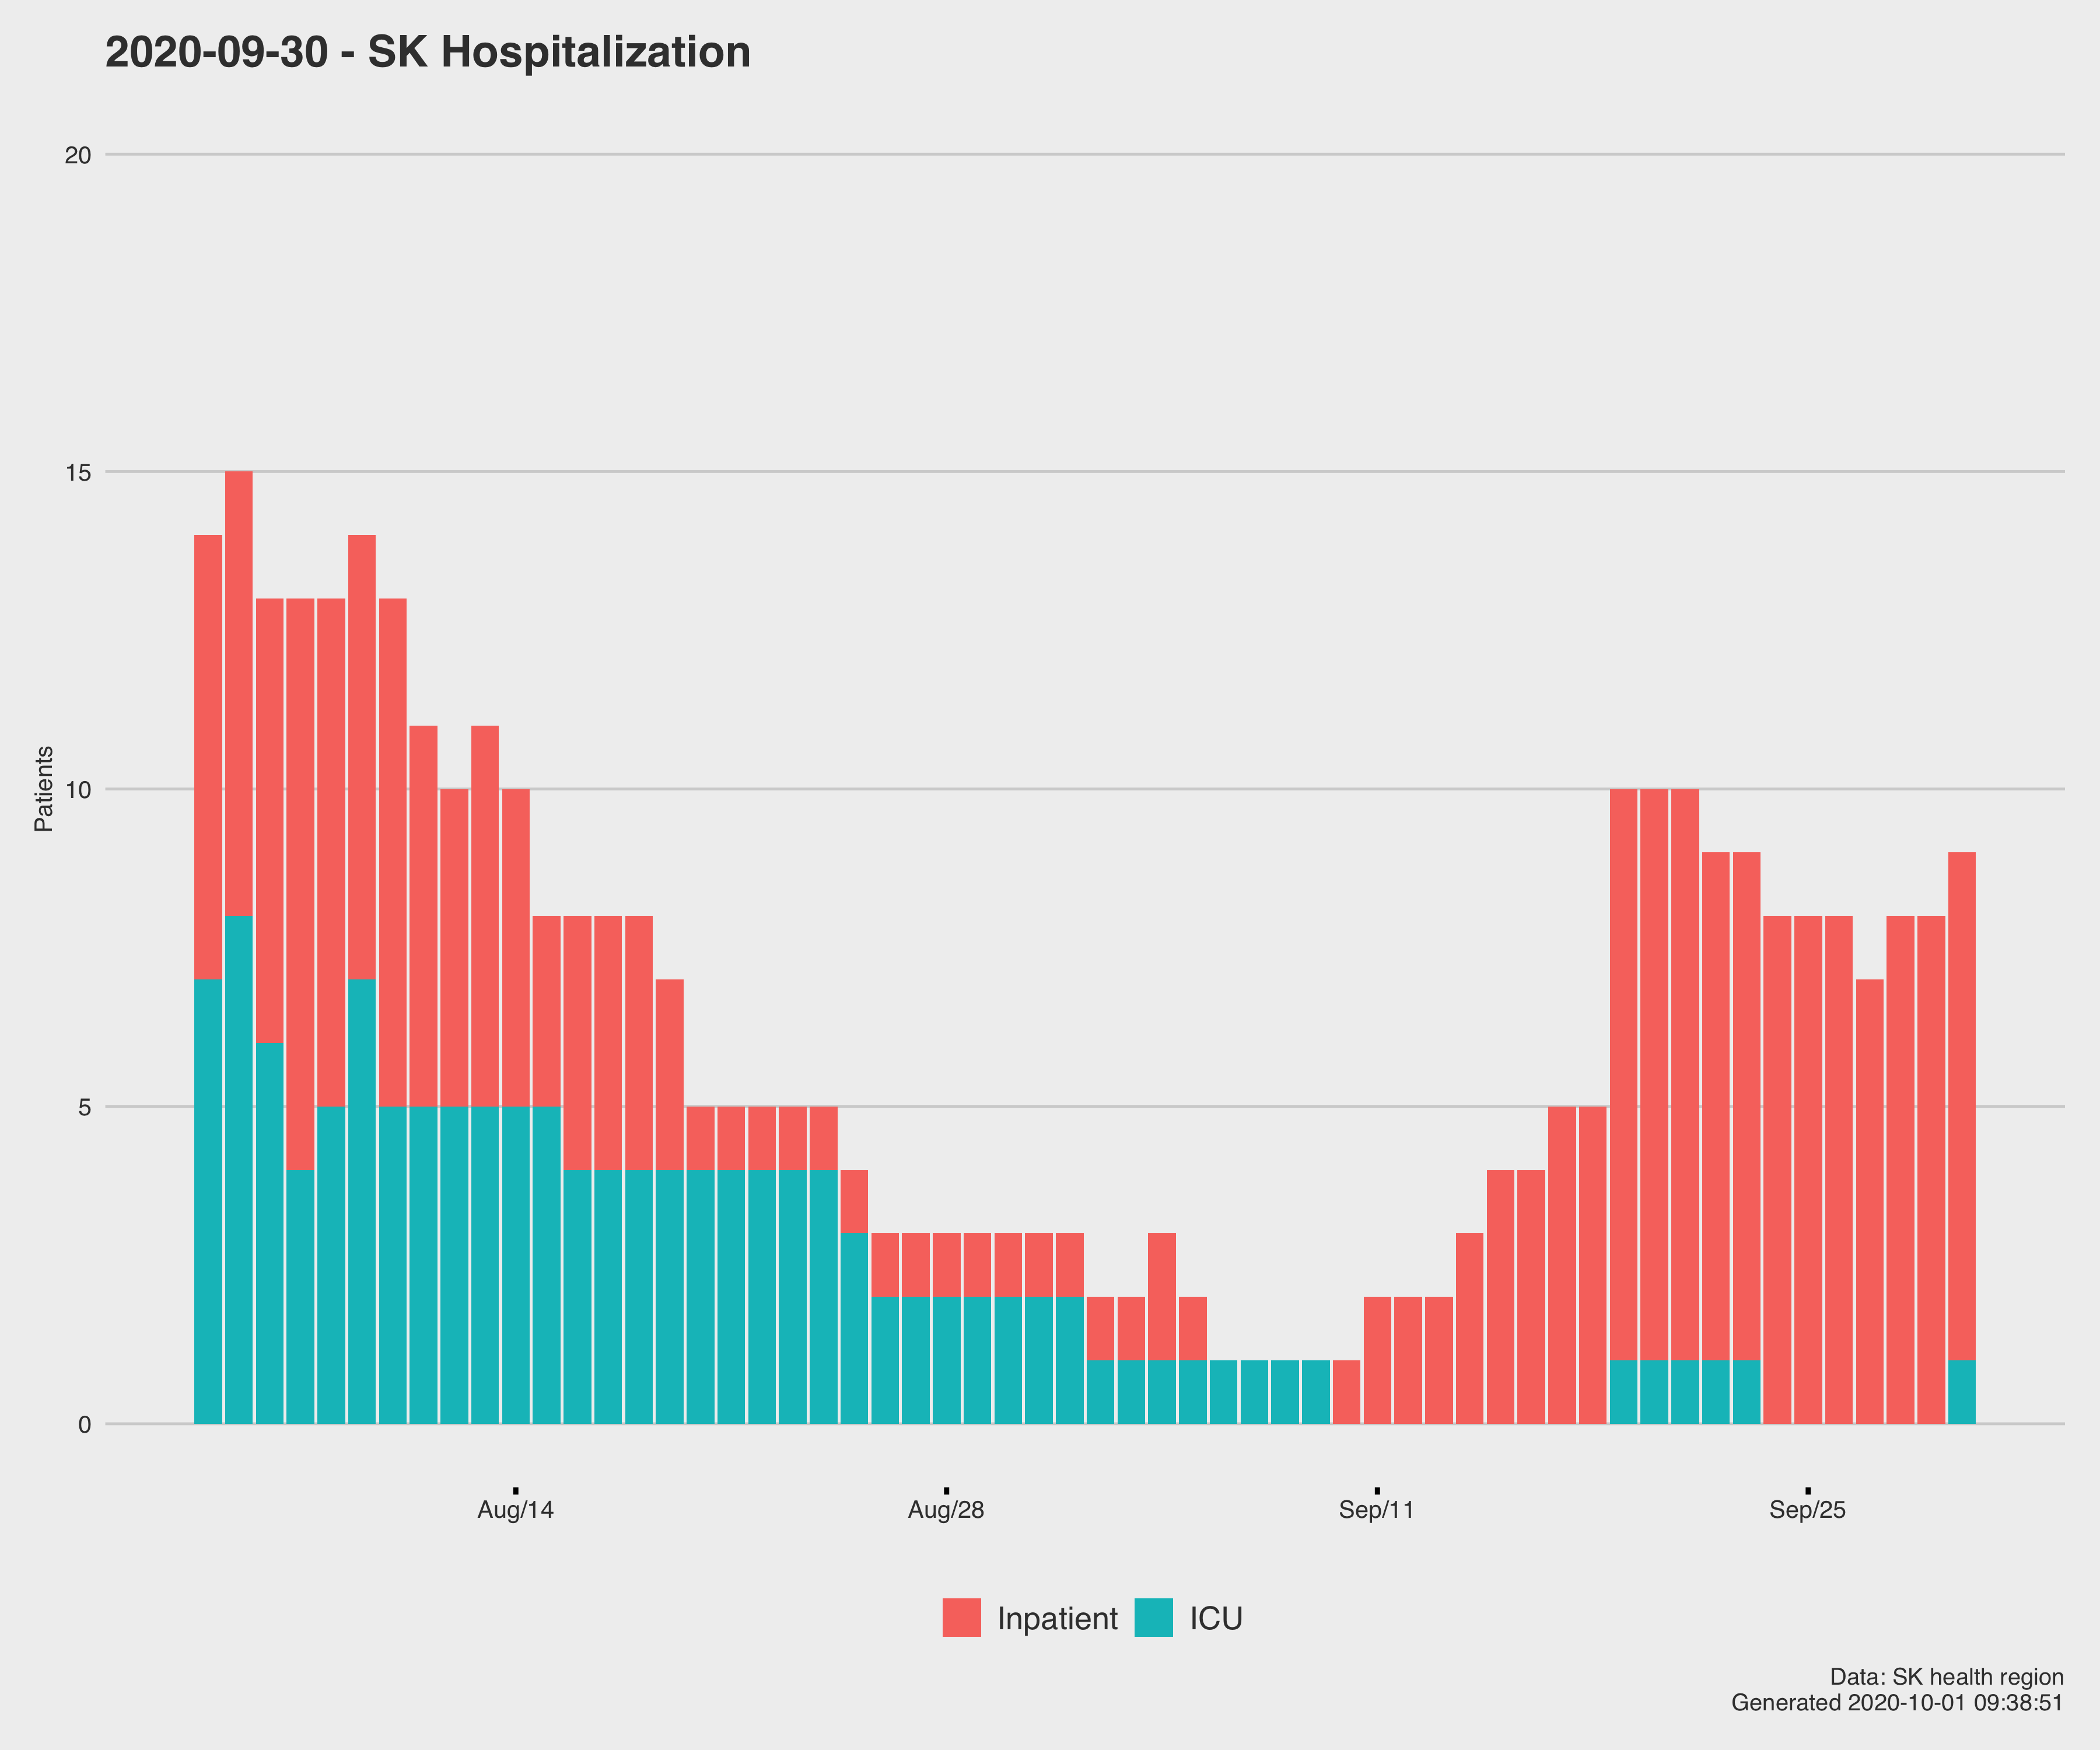 2020-09-30 - SK Hospitalization
20
15
10
5
0
Patients
Aug/14 Aug/28 Sep/11 Sep/25
Inpatient ICU
Data: SK health region
Generated 2020-10-01 09:38:51